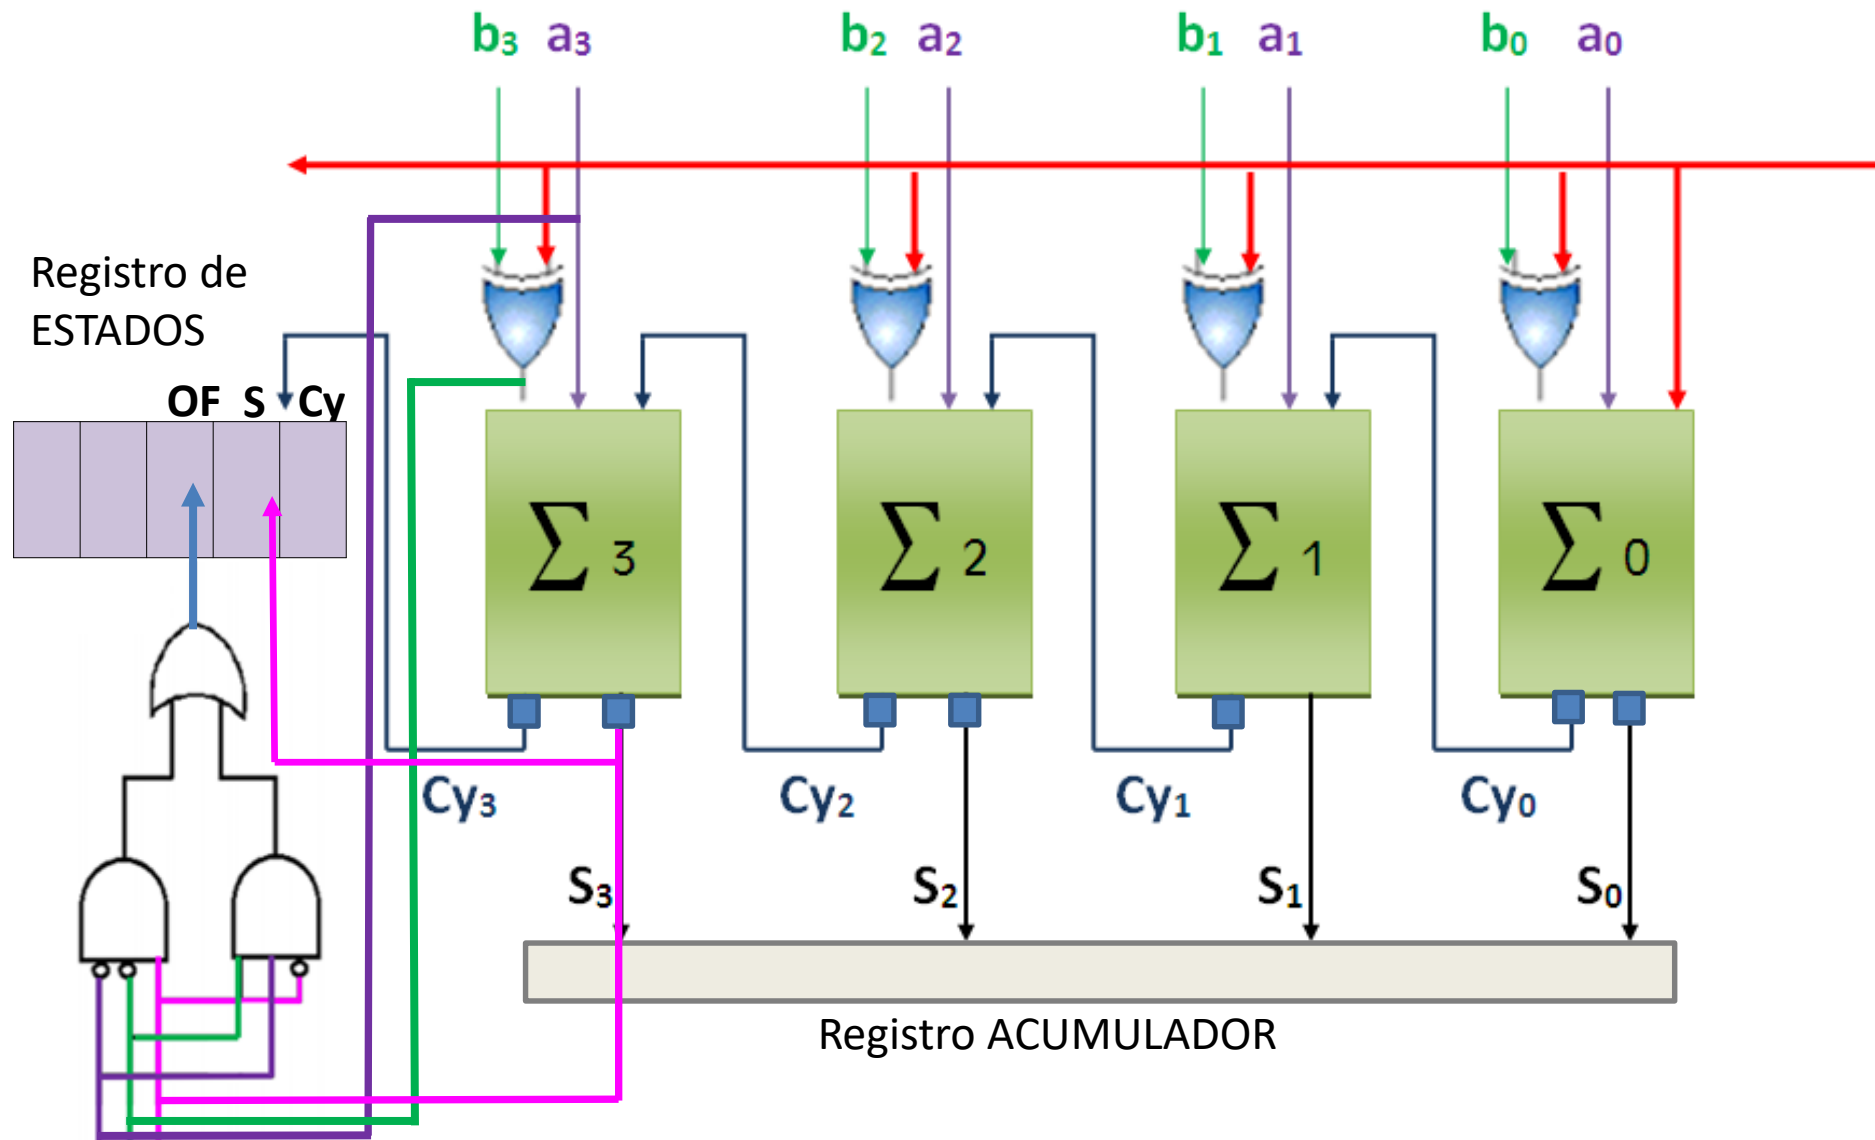 b₃ a₃ b₂ a₂ b₁ a₁ b₀ a₀
Registro de
ESTADOS
OF S Cy
∑ 3 ∑ 2 ∑ 1 ∑ 0
Cy₃ Cy₂ Cy₁ Cy₀
S₃ S₂ S₁ S₀
Registro ACUMULADOR